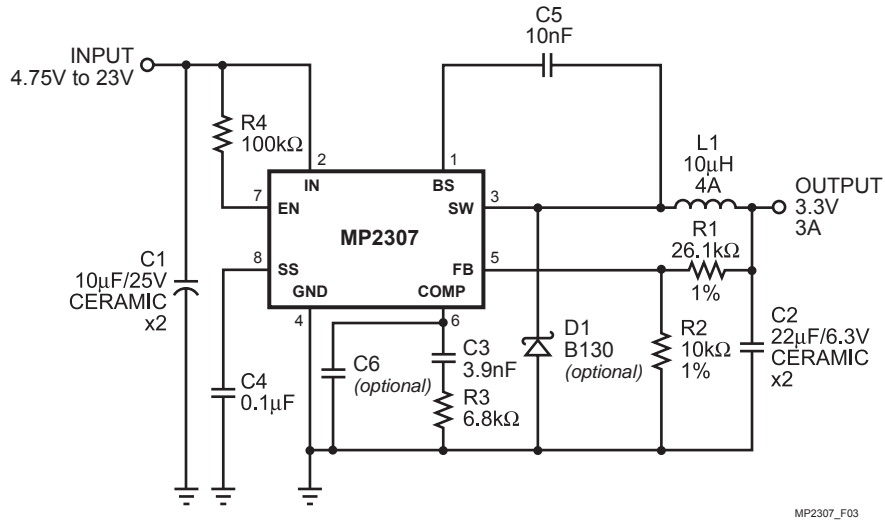 C5
10nF
INPUT
4.75V to 23V
R4
100kΩ
2
1
IN
BS
L1
10μH
4A
7
EN
SW
3
OUTPUT
3.3V
3A
MP2307
R1
26.1kΩ
1%
8
SS
FB
5
C1
10μF/25V
CERAMIC
x2
GND
COMP
4
6
C4
0.1μF
C6
(optional)
C3
3.9nF
R3
6.8kΩ
D1
B130
(optional)
R2
10kΩ
1%
C2
22μF/6.3V
CERAMIC
x2
MP2307_F03